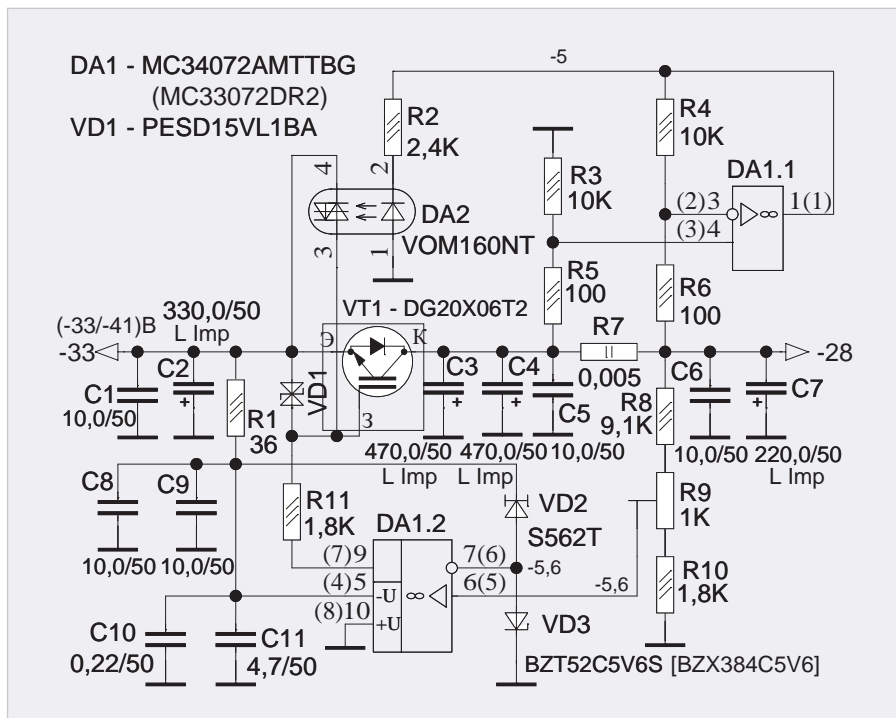 DA1 - MC34072AMTTBG
(MC33072DR2)
VD1 - PESD15VL1BA
-5
R2
2,4K
R4
10K
R3
10K
DA1.1
4
2
(2)3
1(1)
(3)4
DA2
VOM160NT
3
1
R5
100
R6
100
330,0/50
L Imp
VT1 - DG20X06T2
R7
(-33/-41)В
-33
Э
К
-28
C2
C3
C4
0,005
C6
C7
C1
10,0/50
+
R1
36
VD1
З
+
+
C5
R8
9,1K
+
470,0/50
470,0/50
10,0/50
L Imp
L Imp
10,0/50
220,0/50
L Imp
C8
C9
R11
1,8K
VD2
S562T
R9
1K
10,0/50
10,0/50
DA1.2
(7)9
7(6)
-5,6
(4)5
-U
6(5)
-5,6
(8)10
+U
R10
1,8K
C10
0,22/50
C11
4,7/50
VD3
BZT52C5V6S [BZX384C5V6]